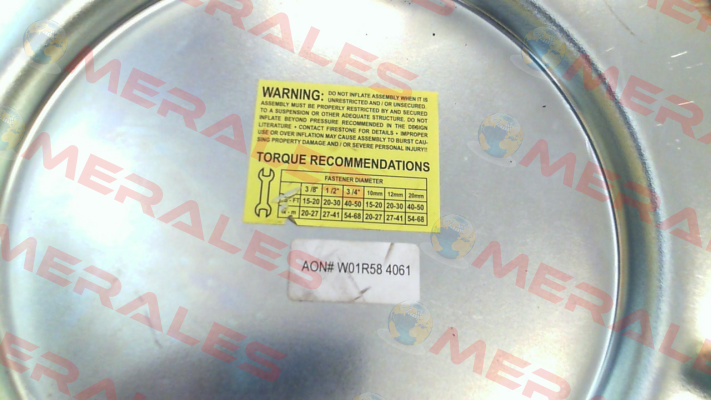 WARNING: DO NOT INFLATE ASSEMBLY WHEN IT IS
UNRESTRICTED AND / OR UNSECURED.
ASSEMBLY MUST BE PROPERLY RESTRICTED BY AND SECURED
TO A SUSPENSION OR OTHER ADEQUATE STRUCTURE. DO NOT
INFLATE BEYOND PRESSURE RECOMMENDED IN THE DESIGN
LITERATURE • CONTACT FIRESTONE FOR DETAILS • IMPROPER
USE OR OVER INFLATION MAY CAUSE ASSEMBLY TO BURST CAU-
SING PROPERTY DAMAGE AND / OR SEVERE PERSONAL INJURY!!
TORQUE RECOMMENDATIONS
FASTENER DIAMETER
3 /8" 1 /2" 3 /4" 10mm 12mm 20mm
FT 15-20 20-30 40-50 15-20 20-30 40-50
m 20-27 27-41 54-68 20-27 27-41 54-68
AON# W01R58 4061
MERALES
MERALES
MERALES
MERALES
MERALES